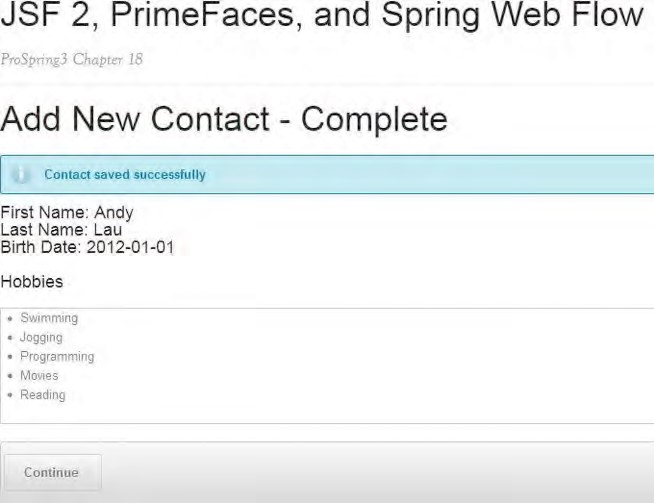 JSF 2, PrimeFaces, and Spring Web Flow
ProSpring3 Chapter 18
Add New Contact - Complete
Contact saved successfully
First Name: Andy
Last Name: Lau
Birth Date: 2012-01-01
Hobbies
Swimming
Jogging
Programming
Movies
Reading
Continue